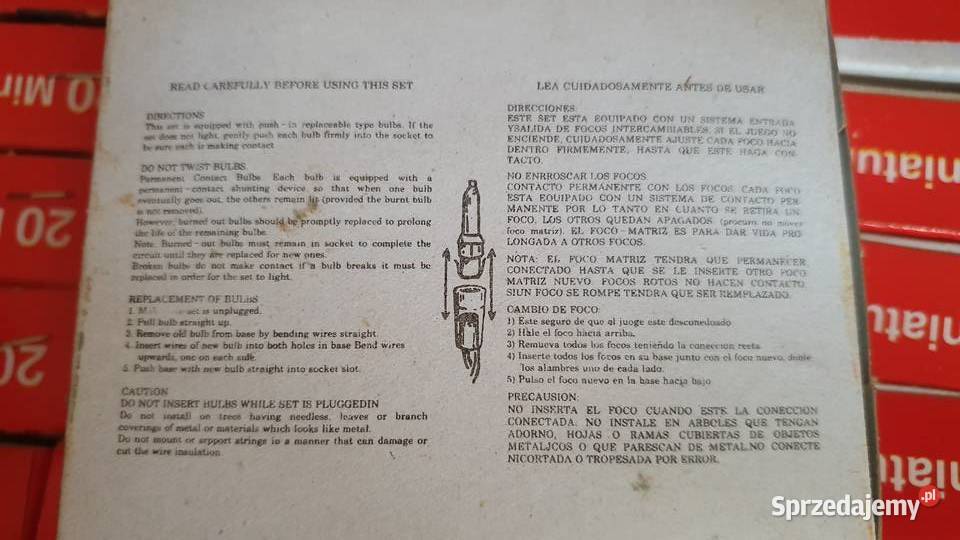 READ CAREFULLY BEFORE USING THIS SET
DIRECTIONS
This set is equipped with push-in replaceable type bulbs. If the
set does not light, gently push each bulb firmly into the socket to
be sure each is making contact
DO NOT TWIST BULBS.
Permanent Contact Bulbs Each bulb is equipped with a
permanent-contact shunting device so that when one bulb
eventually goes out, the others remain lit (provided the burnt bulb
is not removed).
However, burned out bulbs should be promptly replaced to prolong
the life of the remaining bulbs.
Note. Burned-out bulbs must remain in socket to complete the
circuit until they are replaced for new ones.
Broken bulbs do not make contact if a bulb breaks it must be
replaced in order for the set to light.
REPLACEMENT OF BULBS
1. set is unplugged.
2. Pull bulb straight up.
3. Remove old bulb from base by bending wires straight.
4. Insert wires of new bulb into both holes in base Bend wires
upwards, one on each side.
5. Push base with new bulb straight into socket slot.
CAUTION
DO NOT INSERT BULBS WHILE SET IS PLUGGEDIN
Do not install on trees having needless, leaves or branch
coverings of metal or materials which looks like metal.
Do not mount or srpport strings in a manner that can damage or
cut the wire insulation
LEA CUIDADOSAMENTE ANTES DE USAR
DIRECCIONES:
ESTE SET ESTA EQUIPADO CON UN SISTEMA ENTRADA
YSALIDA DE FOCOS INTERCAMBIABLES. SI EL JUEGO NO
ENCIENDE, CUIDADOSAMENTE AJUSTE CADA FOCO HACIA
DENTRO FIRMEMENTE, HASTA QUE ESTE HAGA CON-
TACTO.
NO ENRROSCAR LOS FOCOS.
CONTACTO PERMANENTE CON LOS FOCOS. CADA FOCO
ESTA EQUIPADO CON UN SISTEMA DE CONTACTO PER-
MANENTE POR LO TANTO EN CUANTO SE RETIRA UN
FOCO, LOS OTROS QUEDAN APAGADOS (procuro no mover
foco matriz). EL FOCO-MATRIZ ES PARA DAR VIDA PRO
LONGADA A OTROS FOCOS.
NOTA: EL FOCO MATRIZ TENDRA QUE PERMANECER
CONECTADO HASTA QUE SE LE INSERTE OTRO FOCO
MATRIZ NUEVO. FOCOS ROTOS NO HACEN CONTACTO
SIUN FOCO SE ROMPE TENDRA QUE SER REMPLAZADO.
CAMBIO DE FOCO:
1) Este seguro de que el juoge este desconedoado
2) Hale el foco hacia arriba.
3) Remueva todos los focos teniendo la coneccion recta
4) Inserte todos los focos en su base junto con el foco nuevo, doble
los alambres uno de cada lado.
5) Pulso el foco nuevo en la base hacia bajo
PRECAUSION:
NO INSERTA EL FOCO CUANDO ESTE LA CONECION
CONECTADA. NO INSTALE EN ARBOLES QUE TENGAN
ADORNO, HOJAS O RAMAS CUBIERTAS DE OBJETOS
METALJCOS O QUE PARESCAN DE METAL.NO CONECTE
NICORTADA O TROPESADA POR ERROR.
20 Min
20
20
niatu
niatu
niatu
Sprzedajemy.pl